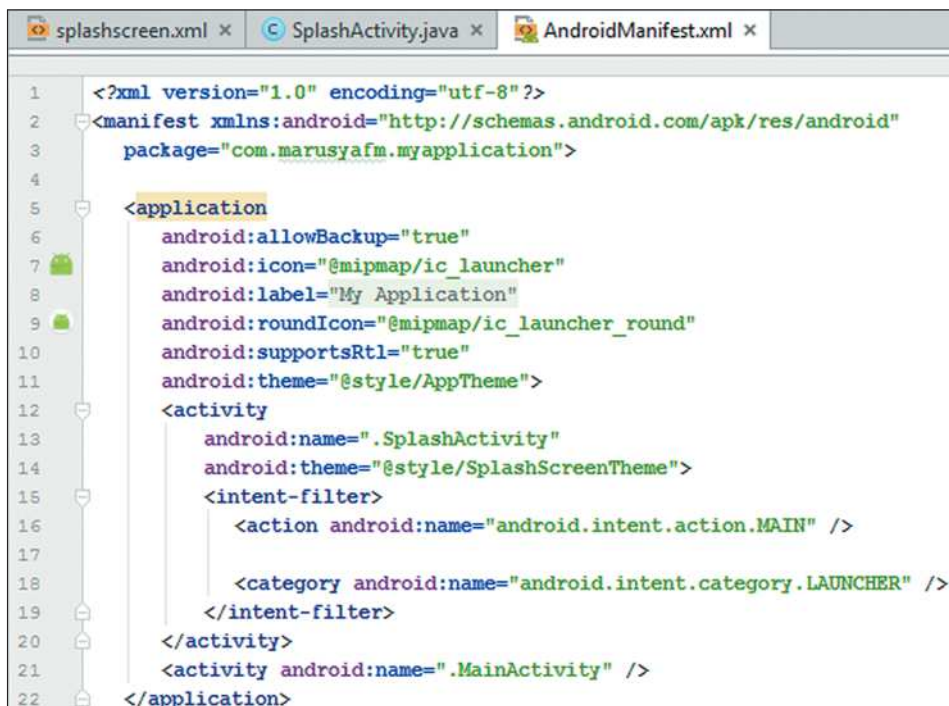 splashscreen.xml × SplashActivity.java × AndroidManifest.xml ×
1 <?xml version="1.0" encoding="utf-8"?>
2 <manifest xmlns:android="http://schemas.android.com/apk/res/android"
3 package="com.marusyafm.myapplication">
4
5 <application
6 android:allowBackup="true"
7 android:icon="@mipmap/ic_launcher"
8 android:label="My Application"
9 android:roundIcon="@mipmap/ic_launcher_round"
10 android:supportsRtl="true"
11 android:theme="@style/AppTheme">
12 <activity
13 android:name=".SplashActivity"
14 android:theme="@style/SplashScreenTheme">
15 <intent-filter>
16 <action android:name="android.intent.action.MAIN" />
17
18 <category android:name="android.intent.category.LAUNCHER" />
19 </intent-filter>
20 </activity>
21 <activity android:name=".MainActivity" />
22 </application>